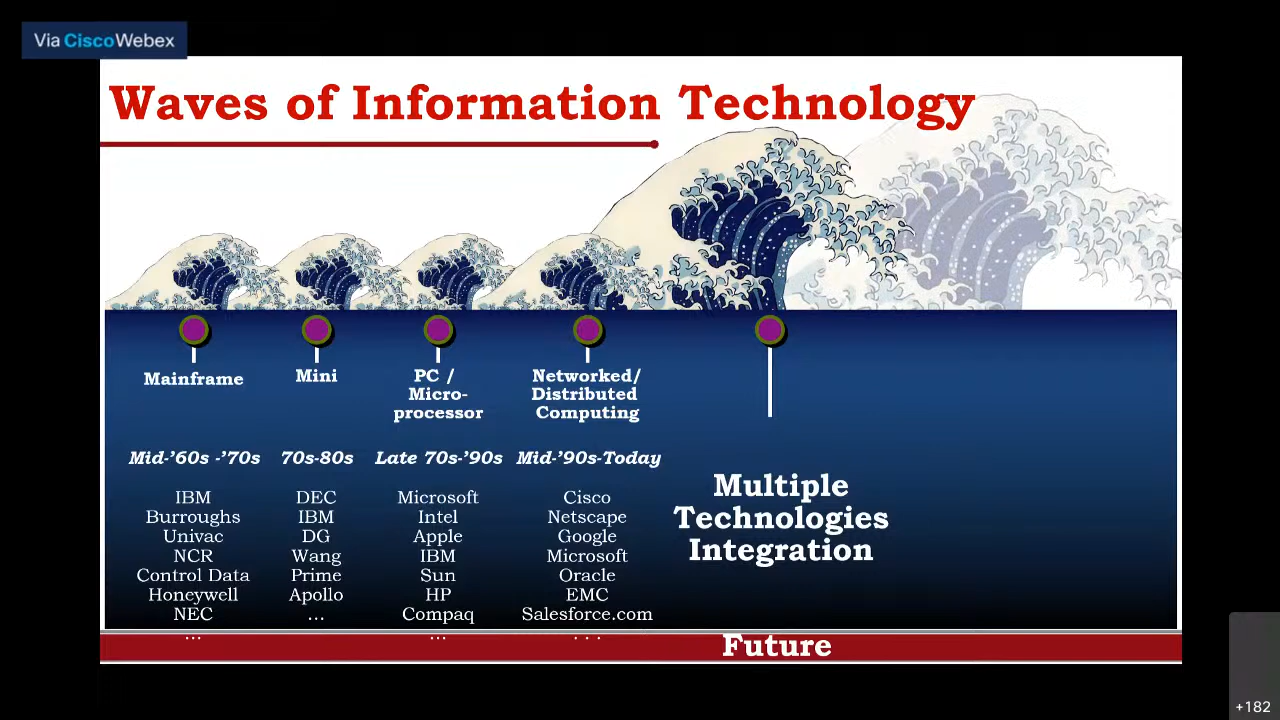 Via CiscoWebex
Waves of Information Technology
Mainframe
Mid-’60s -’70s
IBM
Burroughs
Univac
NCR
Control Data
Honeywell
NEC
...
Mini
70s-80s
DEC
IBM
DG
Wang
Prime
Apollo
...
PC /
Micro-
processor
Late 70s-’90s
Microsoft
Intel
Apple
IBM
Sun
HP
Compaq
...
Networked/
Distributed
Computing
Mid-’90s-Today
Cisco
Netscape
Google
Microsoft
Oracle
EMC
Salesforce.com
. . .
Multiple
Technologies
Integration
Future
+182